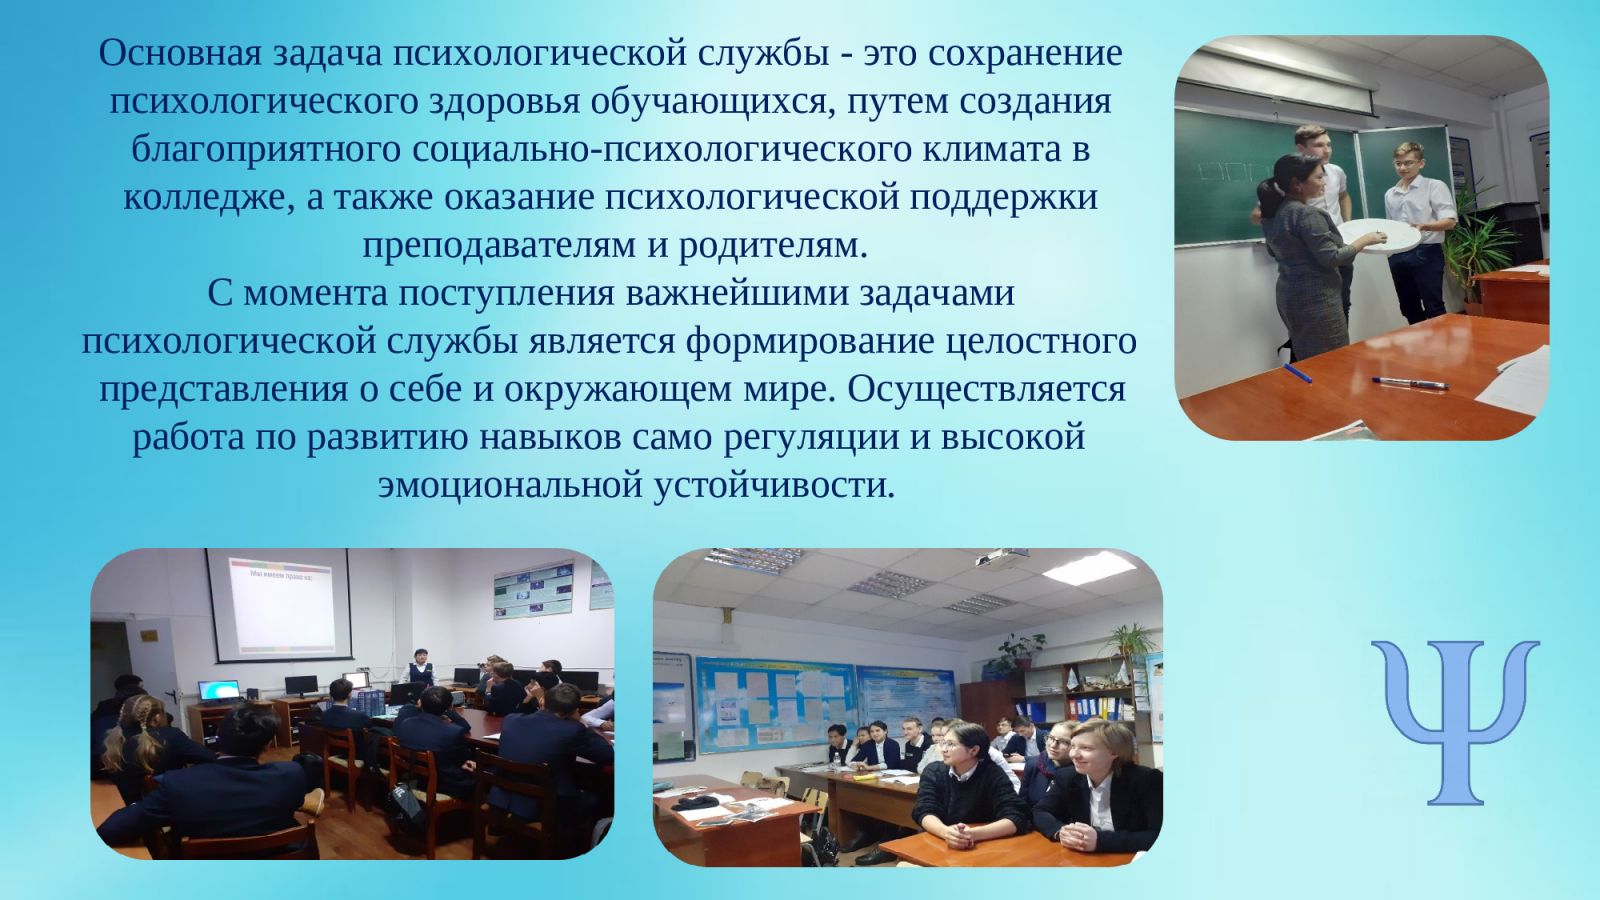 Основная задача психологической службы - это сохранение
психологического здоровья обучающихся, путем создания
благоприятного социально-психологического климата в
колледже, а также оказание психологической поддержки
преподавателям и родителям.
С момента поступления важнейшими задачами
психологической службы является формирование целостного
представления о себе и окружающем мире. Осуществляется
работа по развитию навыков само регуляции и высокой
эмоциональной устойчивости.
Мы имеем право на:
Ψ